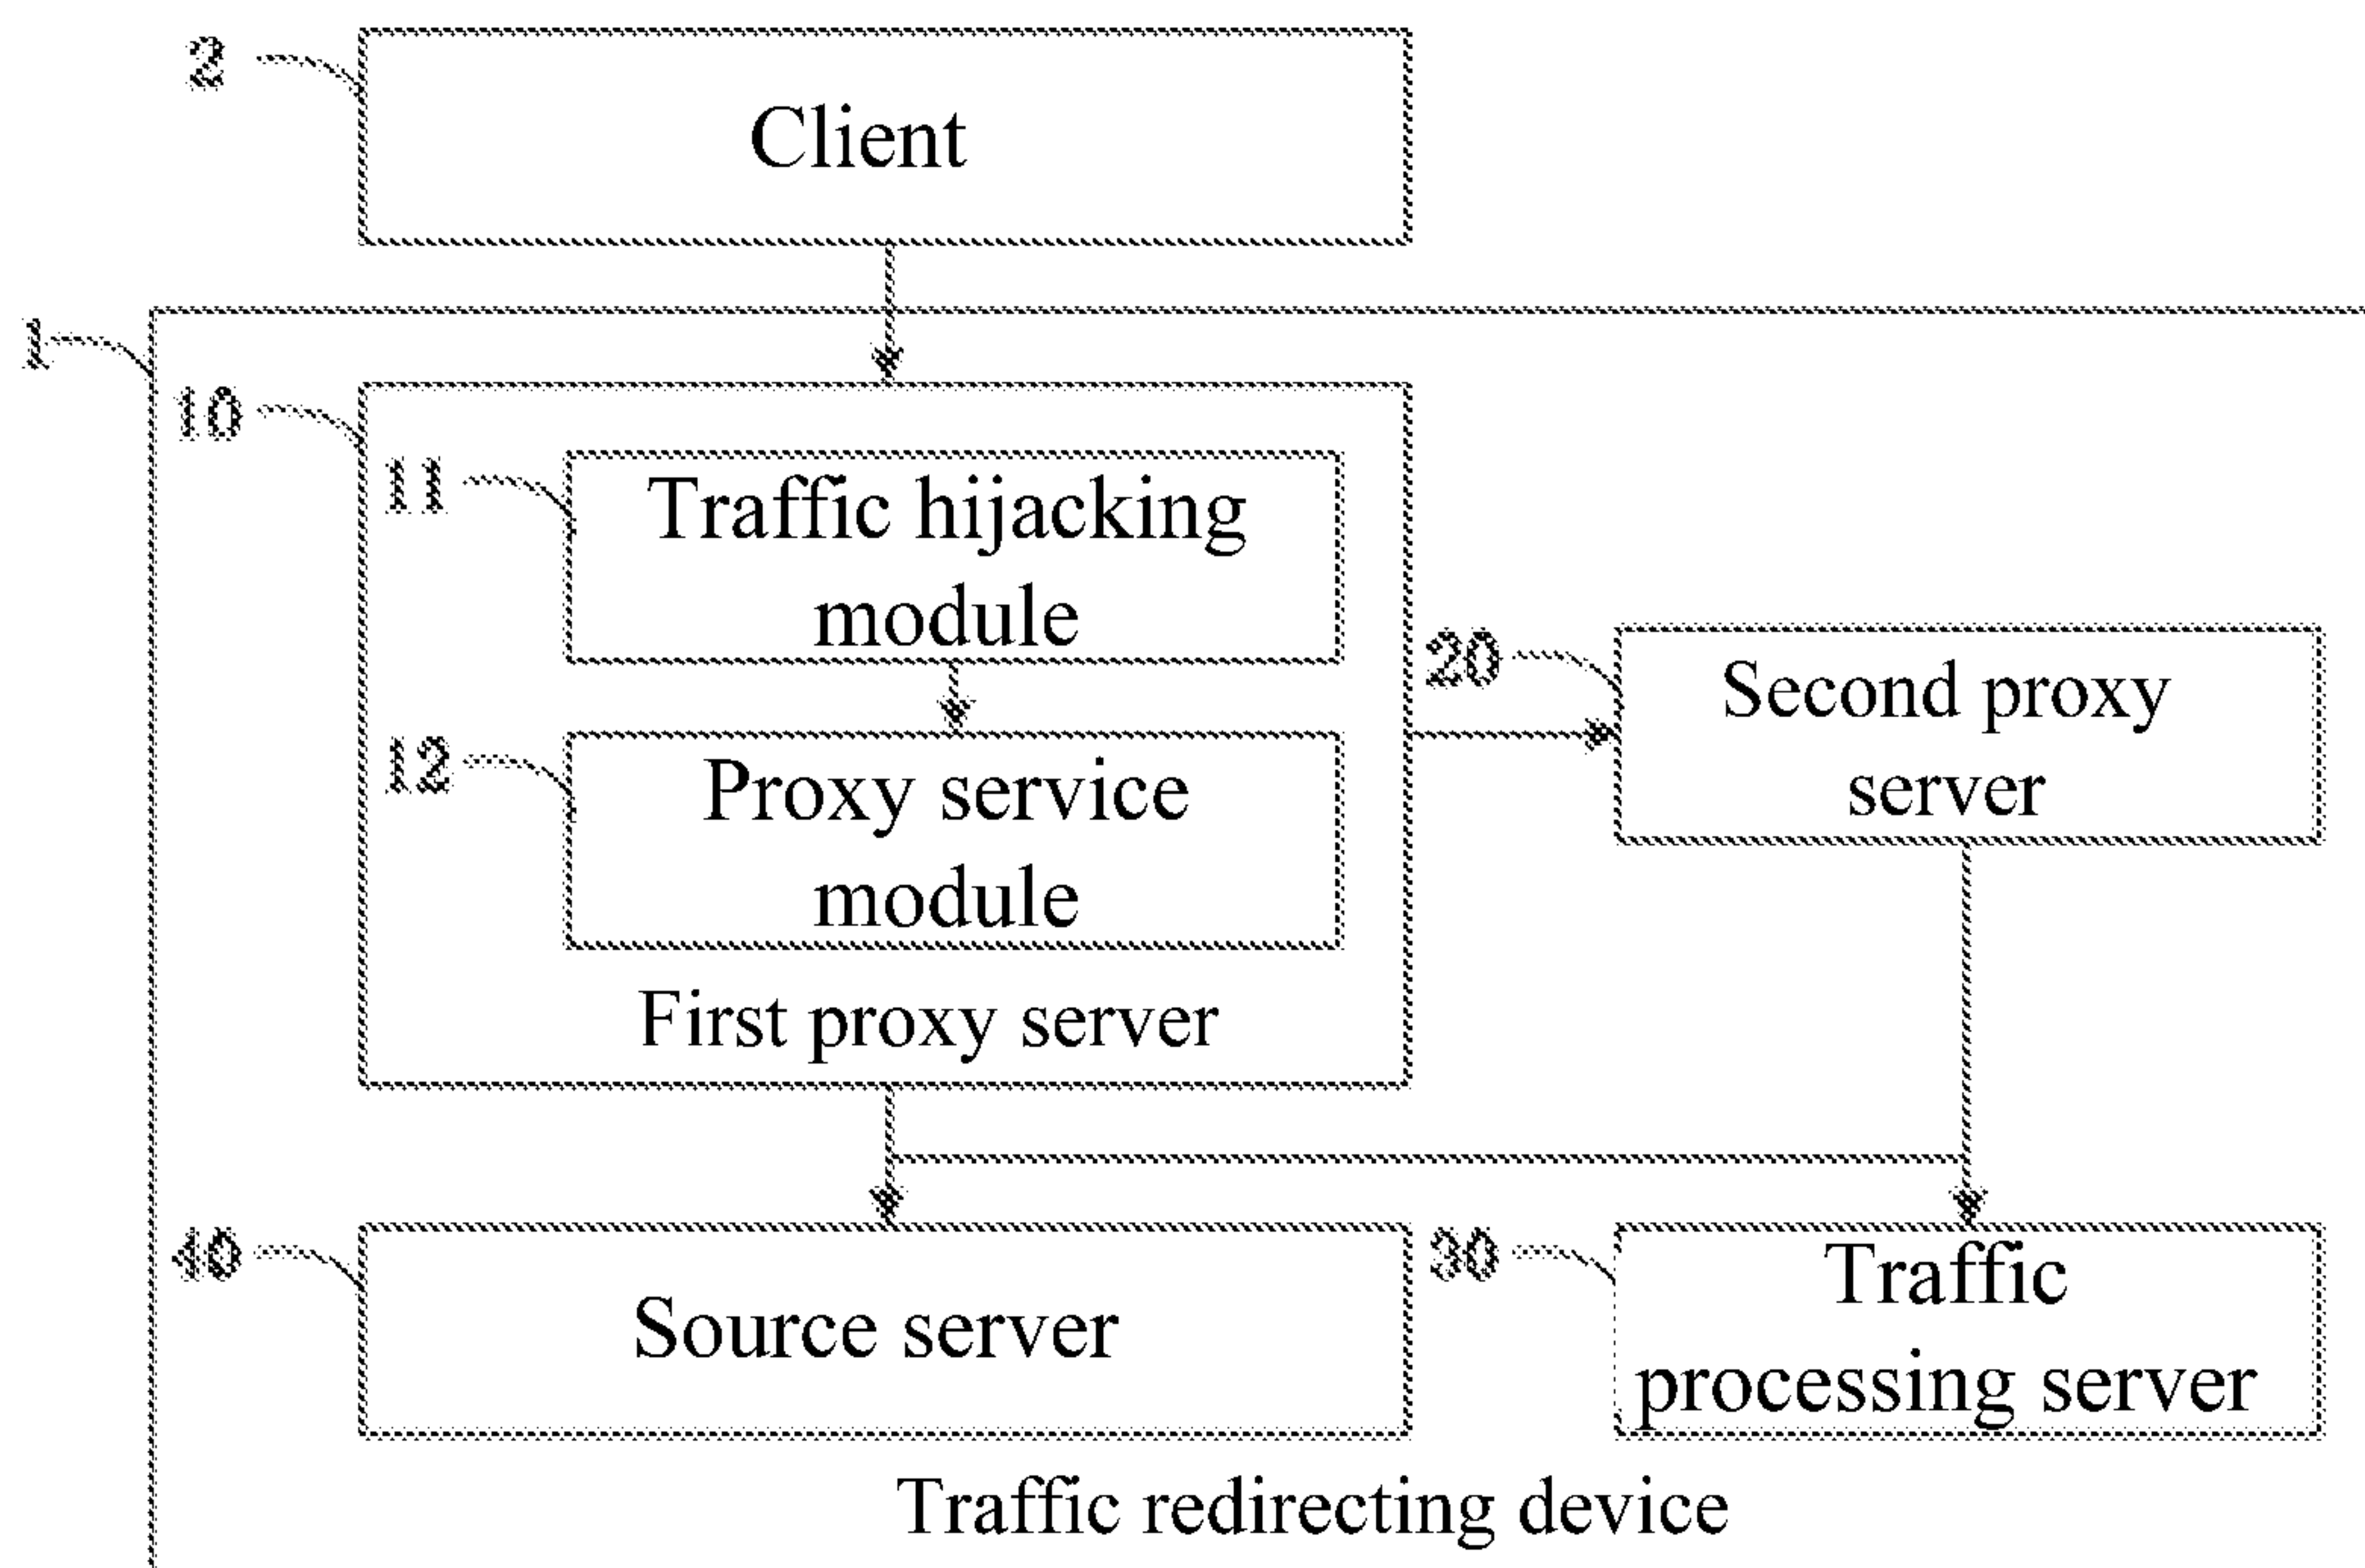 2
Client
1
10
11
Traffic hijacking
module
20
Second proxy
server
12
Proxy service
module
First proxy server
40
Source server
30
Traffic
processing server
Traffic redirecting device